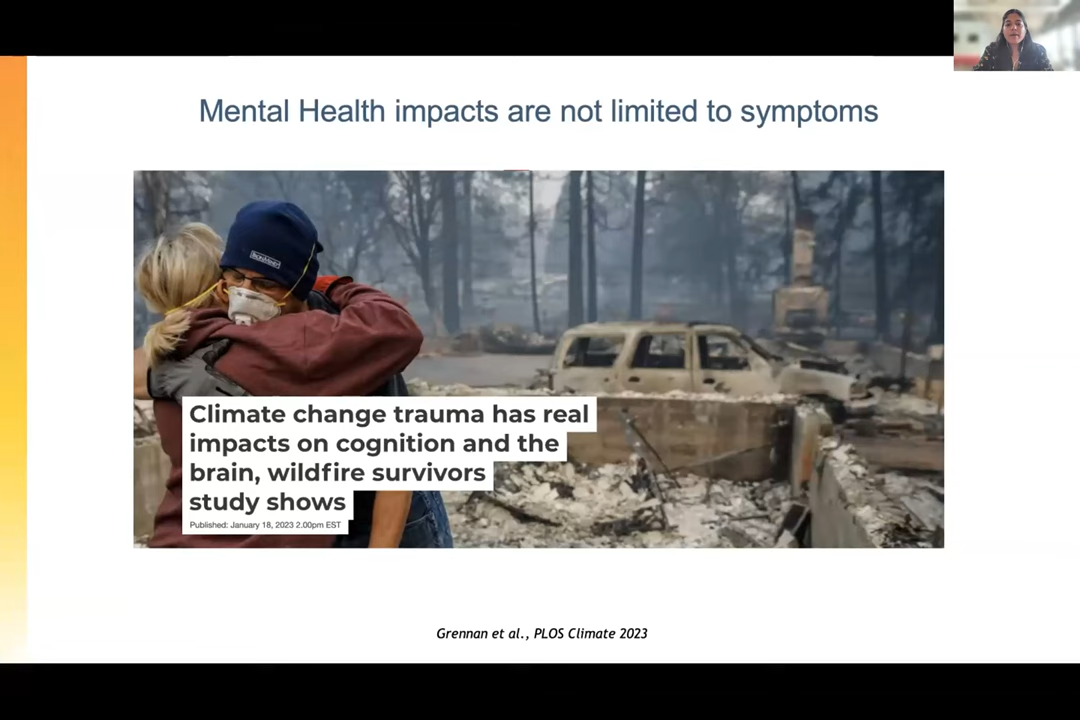 Mental Health impacts are not limited to symptoms
Climate change trauma has real
impacts on cognition and the
brain, wildfire survivors
study shows
Published: January 18, 2023 2.00pm EST
Grennan et al., PLOS Climate 2023